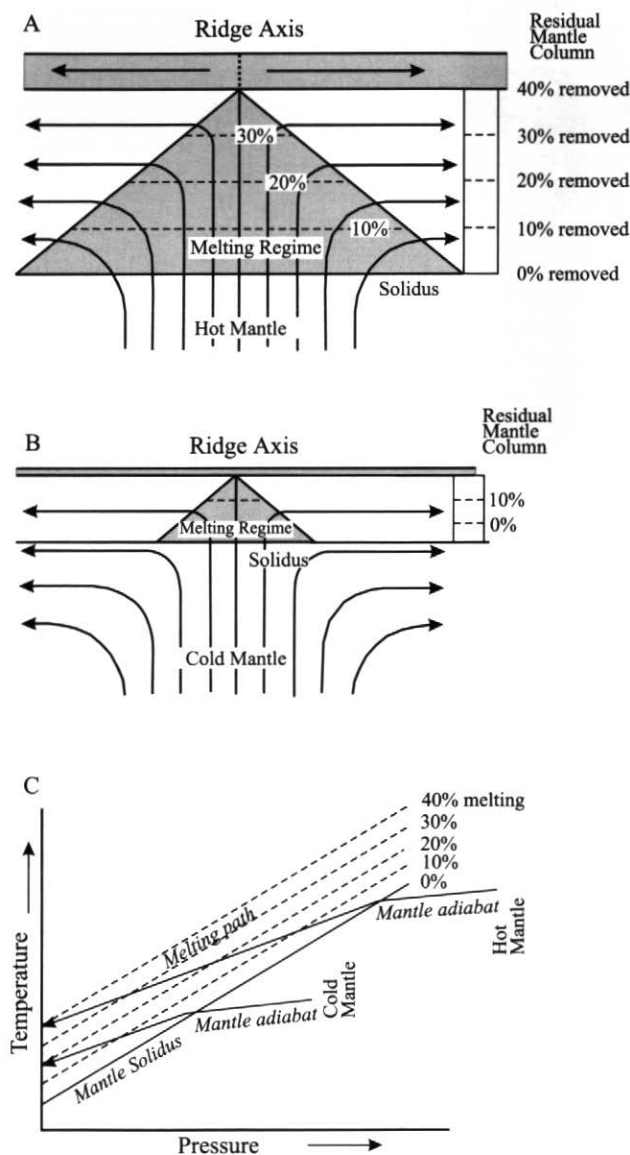 A
Ridge Axis
Residual
Mantle
Column
40% removed
30%
30% removed
20%
20% removed
10%
10% removed
Melting Regime
0% removed
Solidus
Hot Mantle
B
Ridge Axis
Residual
Mantle
Column
10%
Melting Regime
0%
Solidus
Cold Mantle
C
40% melting
30%
20%
10%
0%
Mantle adiabat
Hot
Mantle
Melting path
Mantle adiabat
Cold
Mantle
Mantle Solidus
Temperature
Pressure